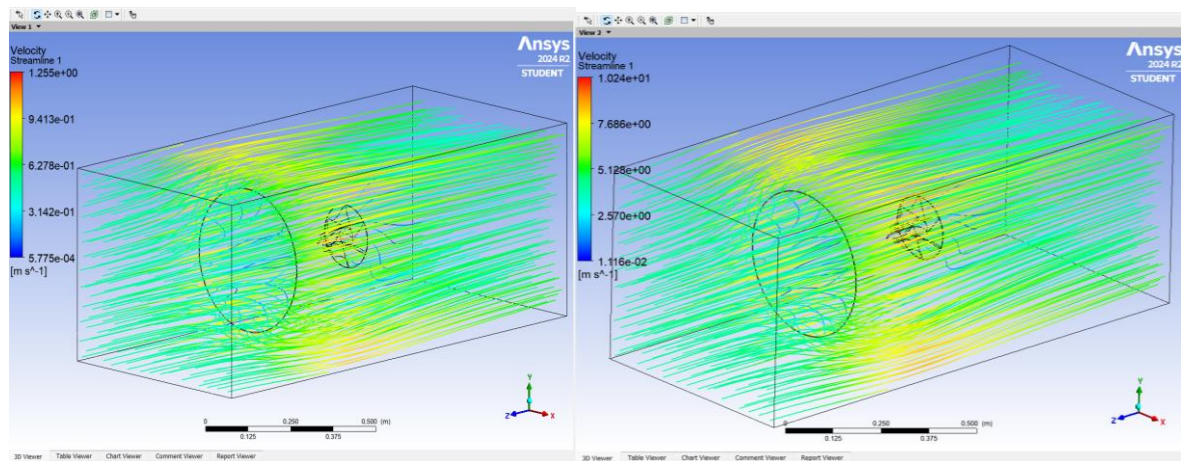 View 1
Velocity
Streamline 1
1.255e+00
9.413e-01
6.278e-01
3.142e-01
5.775e-04
[m s^-1]
Ansys
2024 R2
STUDENT
Y
Z
X
0
0.250
0.500
(m)
0.125
0.375
3D Viewer
Table Viewer
Chart Viewer
Comment Viewer
Report Viewer
View 2
Velocity
Streamline 1
1.024e+01
7.686e+00
5.128e+00
2.570e+00
1.116e-02
[m s^-1]
Ansys
2024 R2
STUDENT
Y
Z
X
0
0.250
0.500
(m)
0.125
0.375
3D Viewer
Table Viewer
Chart Viewer
Comment Viewer
Report Viewer